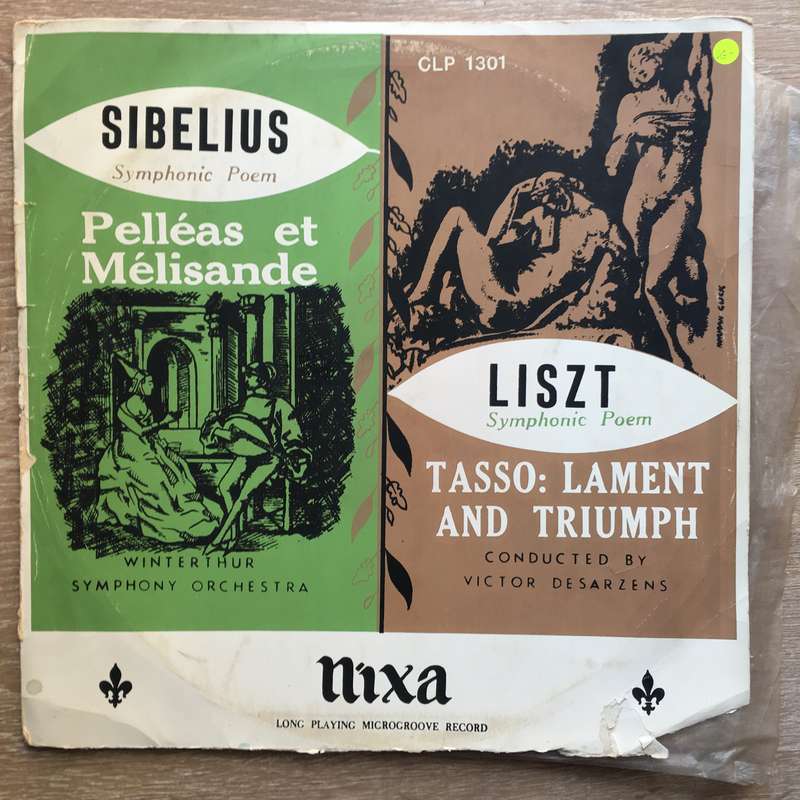 SIBELIUS
Symphonic Poem
Pelléas et
Mélisande
WINTERTHUR
SYMPHONY ORCHESTRA
CLP 1301
LISZT
Symphonic Poem
TASSO: LAMENT
AND TRIUMPH
CONDUCTED BY
VICTOR DESARZENS
nixa
LONG PLAYING MICROGROOVE RECORD